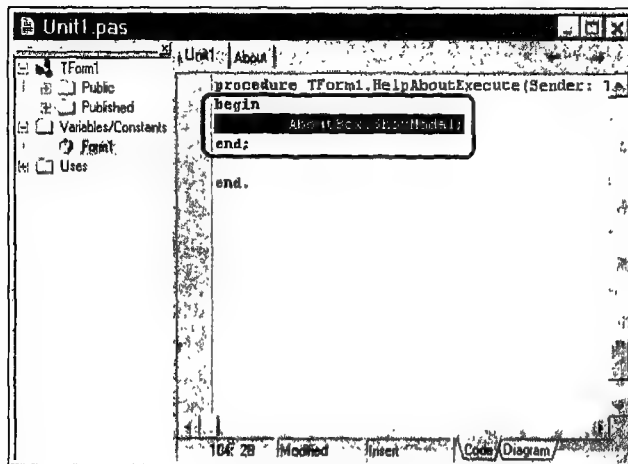 Unit1.pas
TForm1
Public
Published
Variables/Constants
Form1
Uses
Unit1 About
procedure TForm1.HelpAboutExecute(Sender:
begin
AboutBox.ShowModal;
end;
end.
104: 28 Modified Insert Code Diagram